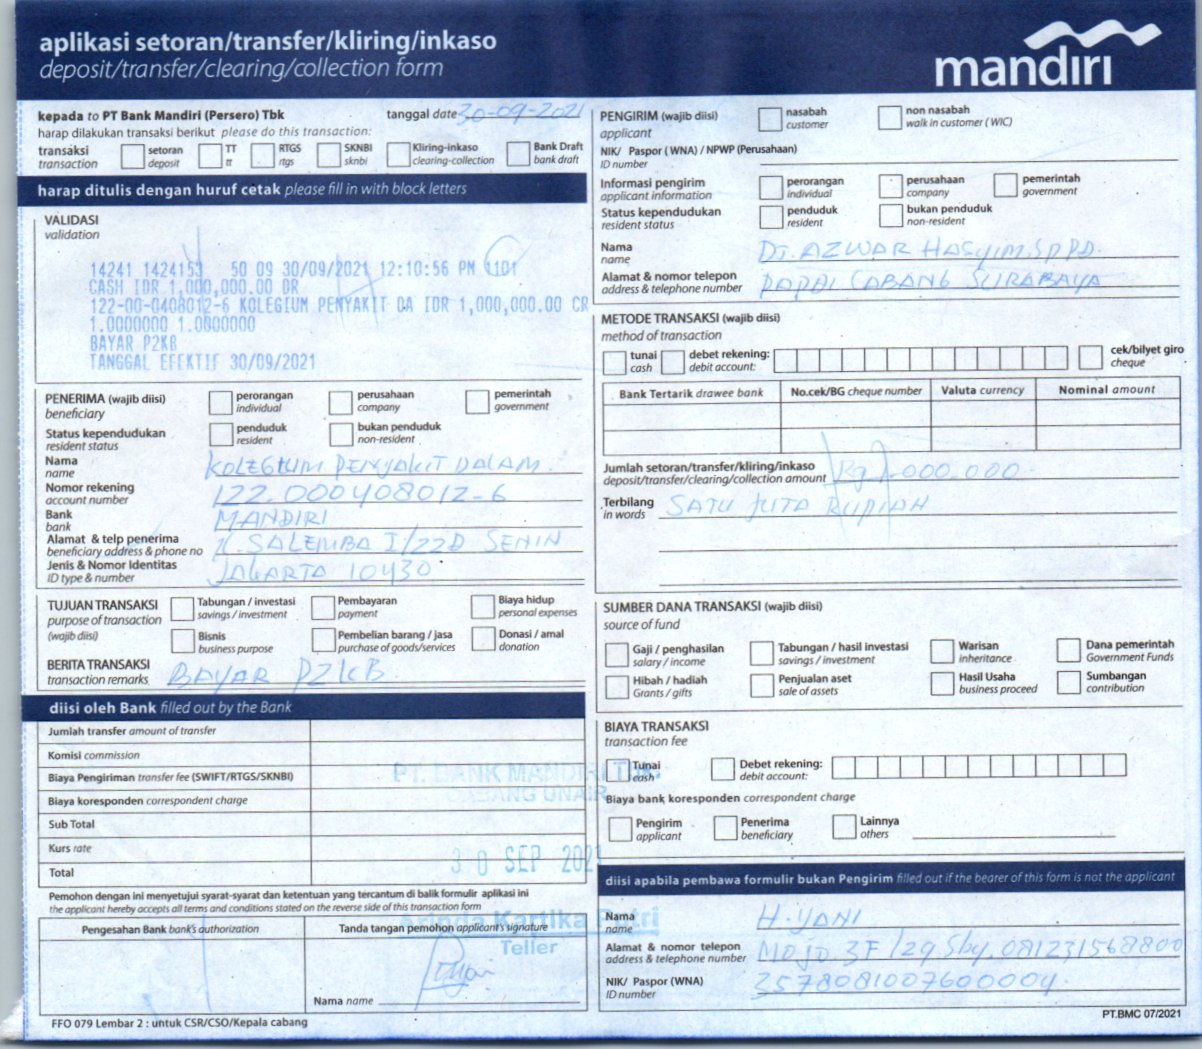 aplikasi setoran/transfer/kliring/inkaso
deposit/transfer/clearing/collection form
mandiri
kepada to PT Bank Mandiri (Persero) Tbk
tanggal date 30-09-2021
harap dilakukan transaksi berikut please do this transaction:
transaksi
transaction
setoran
deposit
TT
tt
RTGS
rtgs
SKNBI
sknbi
Kliring-inkaso
clearing-collection
Bank Draft
bank draft
harap ditulis dengan huruf cetak please fill in with block letters
VALIDASI
validation
14241 1424153 50 09 30/09/2021 12:10:56 PM 1101
CASH IDR 1,000,000.00 DR
122-00-0408012-6 KOLEGIUM PENYAKIT DA IDR 1,000,000.00 CR
1.0000000 1.0000000
BAYAR P2KB
TANGGAL EFEKTIF 30/09/2021
PENERIMA (wajib diisi)
beneficiary
perorangan
individual
perusahaan
company
pemerintah
government
Status kependudukan
resident status
penduduk
resident
bukan penduduk
non-resident
Nama
name
KOLEGIUM PENYAKIT DALAM
Nomor rekening
account number
122.000408012-6
Bank
bank
MANDIRI
Alamat & telp penerima
beneficiary address & phone no
JL. SALEMBA I/22D SENIN
Jenis & Nomor Identitas
ID type & number
JAKARTA 10430
TUJUAN TRANSAKSI
purpose of transaction
(wajib diisi)
Tabungan / investasi
savings / investment
Pembayaran
payment
Biaya hidup
personal expenses
Bisnis
business purpose
Pembelian barang / jasa
purchase of goods/services
Donasi / amal
donation
BERITA TRANSAKSI
transaction remarks
BAYAR P2KB
diisi oleh Bank filled out by the Bank
Jumlah transfer amount of transfer
Komisi commission
Biaya Pengiriman transfer fee (SWIFT/RTGS/SKNBI)
Biaya koresponden correspondent charge
Sub Total
Kurs rate
Total
PT. BANK MANDIRI Tbk.
CABANG UNAIR
30 SEP 2021
Arinda Kartika Putri
Teller
Pemohon dengan ini menyetujui syarat-syarat dan ketentuan yang tercantum di balik formulir aplikasi ini
the applicant hereby accepts all terms and conditions stated on the reverse side of this transaction form
Pengesahan Bank bank's authorization
Tanda tangan pemohon applicant's signature
Nama name
FFO 079 Lembar 2 : untuk CSR/CSO/Kepala cabang
PENGIRIM (wajib diisi)
applicant
nasabah
customer
non nasabah
walk in customer ( WIC)
NIK/ Paspor ( WNA) / NPWP (Perusahaan)
ID number
Informasi pengirim
applicant information
perorangan
individual
perusahaan
company
pemerintah
government
Status kependudukan
resident status
penduduk
resident
bukan penduduk
non-resident
Nama
name
Dr. AZWAR HASYIM, SpPD.
Alamat & nomor telepon
address & telephone number
PAPDI CABANG SURABAYA
METODE TRANSAKSI (wajib diisi)
method of transaction
tunai
cash
debet rekening:
debit account:
cek/bilyet giro
cheque
Bank Tertarik drawee bank
No.cek/BG cheque number
Valuta currency
Nominal amount
Jumlah setoran/transfer/kliring/inkaso
deposit/transfer/clearing/collection amount
Rp 1.000.000
Terbilang
in words
SATU JUTA RUPIAH
SUMBER DANA TRANSAKSI (wajib diisi)
source of fund
Gaji / penghasilan
salary / income
Tabungan / hasil investasi
savings / investment
Warisan
inheritance
Dana pemerintah
Government Funds
Hibah / hadiah
Grants / gifts
Penjualan aset
sale of assets
Hasil Usaha
business proceed
Sumbangan
contribution
BIAYA TRANSAKSI
transaction fee
Tunai
cash
Debet rekening:
debit account:
Biaya bank koresponden correspondent charge
Pengirim
applicant
Penerima
beneficiary
Lainnya
others
diisi apabila pembawa formulir bukan Pengirim filled out if the bearer of this form is not the applicant
Nama
name
H. YANI
Alamat & nomor telepon
address & telephone number
MOJO 3F /29 Sby. 081231568800
NIK/ Paspor (WNA)
ID number
3578081007600004
PT.BMC 07/2021